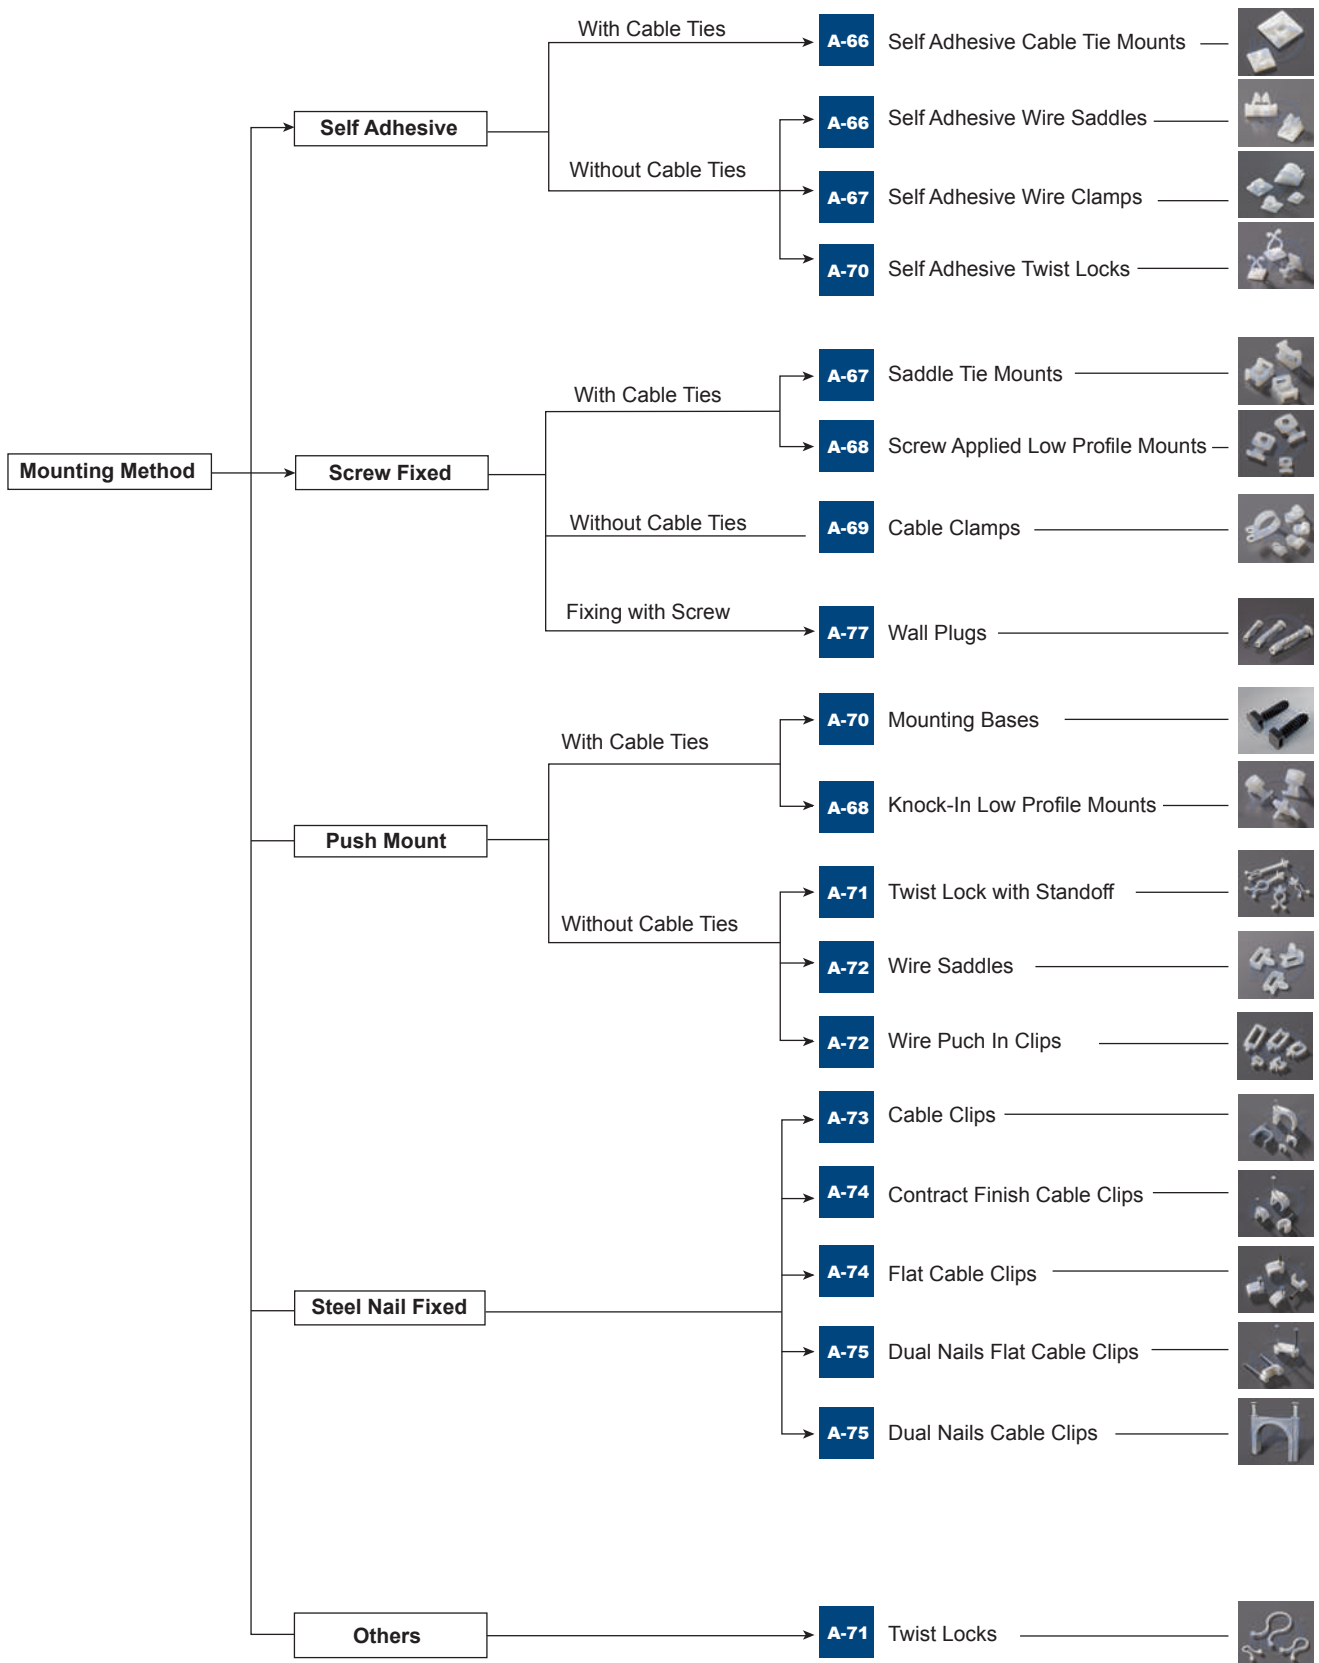 With Cable Ties
A-66 Self Adhesive Cable Tie Mounts
Self Adhesive
A-66 Self Adhesive Wire Saddles
Without Cable Ties
A-67 Self Adhesive Wire Clamps
A-70 Self Adhesive Twist Locks
With Cable Ties
A-67 Saddle Tie Mounts
A-68 Screw Applied Low Profile Mounts
Mounting Method
Screw Fixed
Without Cable Ties
A-69 Cable Clamps
Fixing with Screw
A-77 Wall Plugs
A-70 Mounting Bases
With Cable Ties
A-68 Knock-In Low Profile Mounts
Push Mount
A-71 Twist Lock with Standoff
Without Cable Ties
A-72 Wire Saddles
A-72 Wire Puch In Clips
A-73 Cable Clips
A-74 Contract Finish Cable Clips
A-74 Flat Cable Clips
Steel Nail Fixed
A-75 Dual Nails Flat Cable Clips
A-75 Dual Nails Cable Clips
Others
A-71 Twist Locks